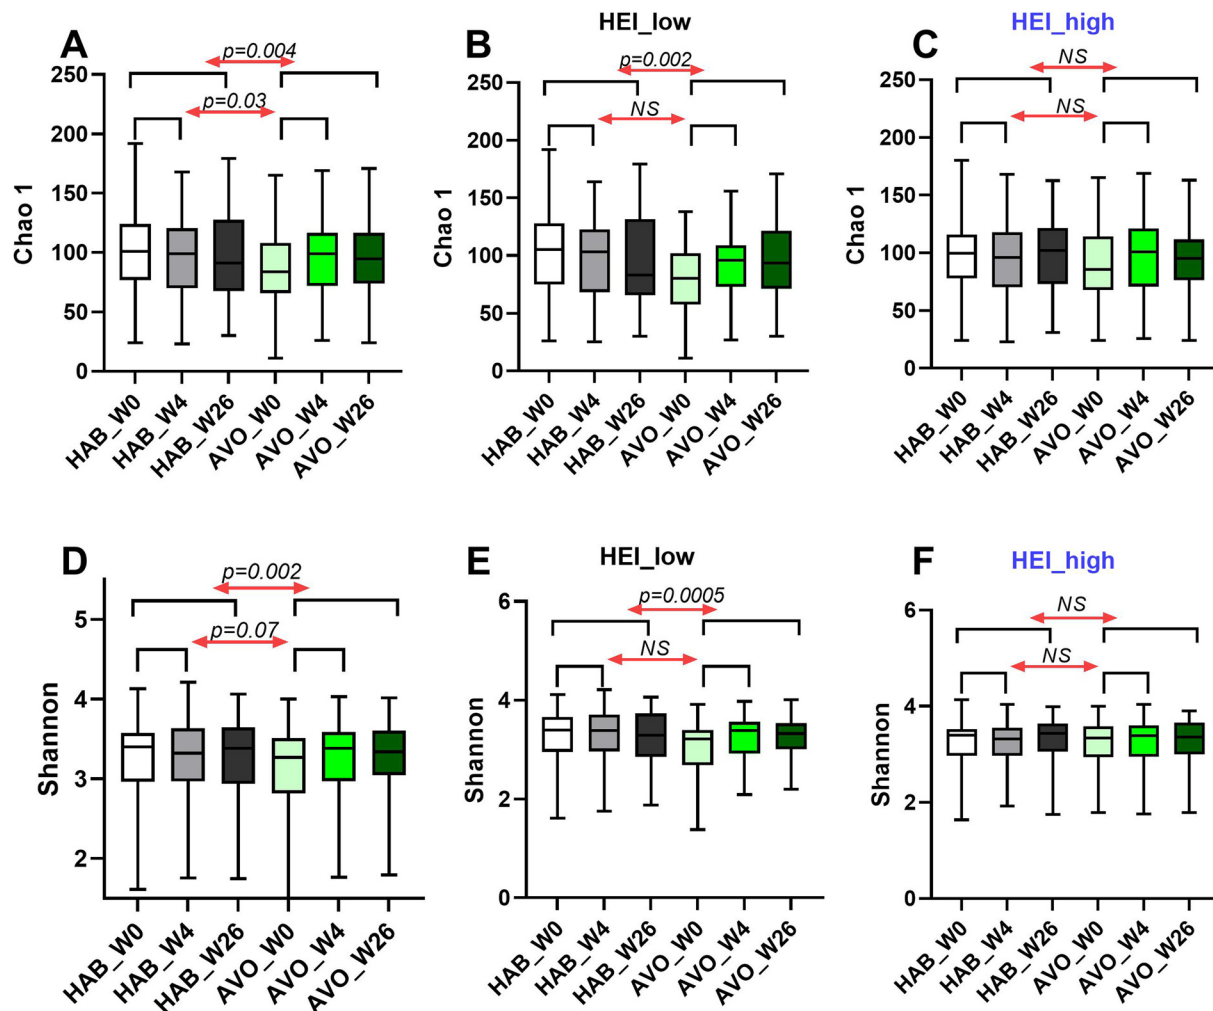 A
p=0.004
p=0.03
Chao 1
250
200
150
100
50
0
HAB_W0
HAB_W4
HAB_W26
AVO_W0
AVO_W4
AVO_W26
HEI_low
B
p=0.002
NS
Chao 1
250
200
150
100
50
0
HAB_W0
HAB_W4
HAB_W26
AVO_W0
AVO_W4
AVO_W26
HEI_high
C
NS
NS
Chao 1
250
200
150
100
50
0
HAB_W0
HAB_W4
HAB_W26
AVO_W0
AVO_W4
AVO_W26
D
p=0.002
p=0.07
Shannon
5
4
3
2
HAB_W0
HAB_W4
HAB_W26
AVO_W0
AVO_W4
AVO_W26
HEI_low
E
p=0.0005
NS
Shannon
6
4
2
0
HAB_W0
HAB_W4
HAB_W26
AVO_W0
AVO_W4
AVO_W26
HEI_high
F
NS
NS
Shannon
6
4
2
0
HAB_W0
HAB_W4
HAB_W26
AVO_W0
AVO_W4
AVO_W26